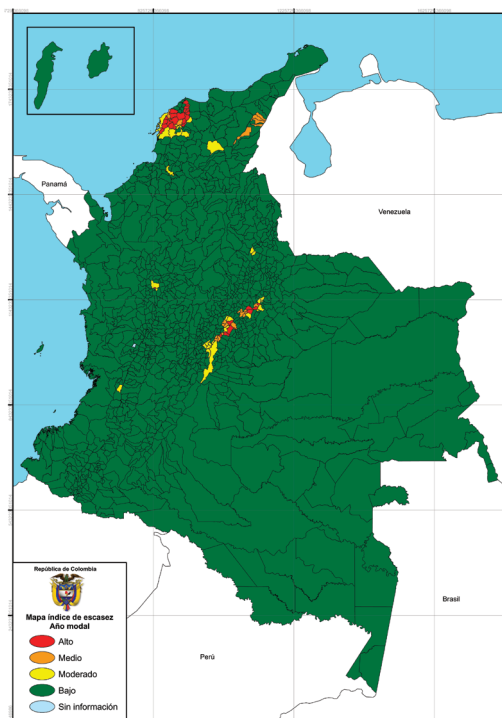 Panamá
Venezuela
República de Colombia
Mapa índice de escasez
Año modal
Alto
Medio
Moderado
Bajo
Sin información
Brasil
Perú